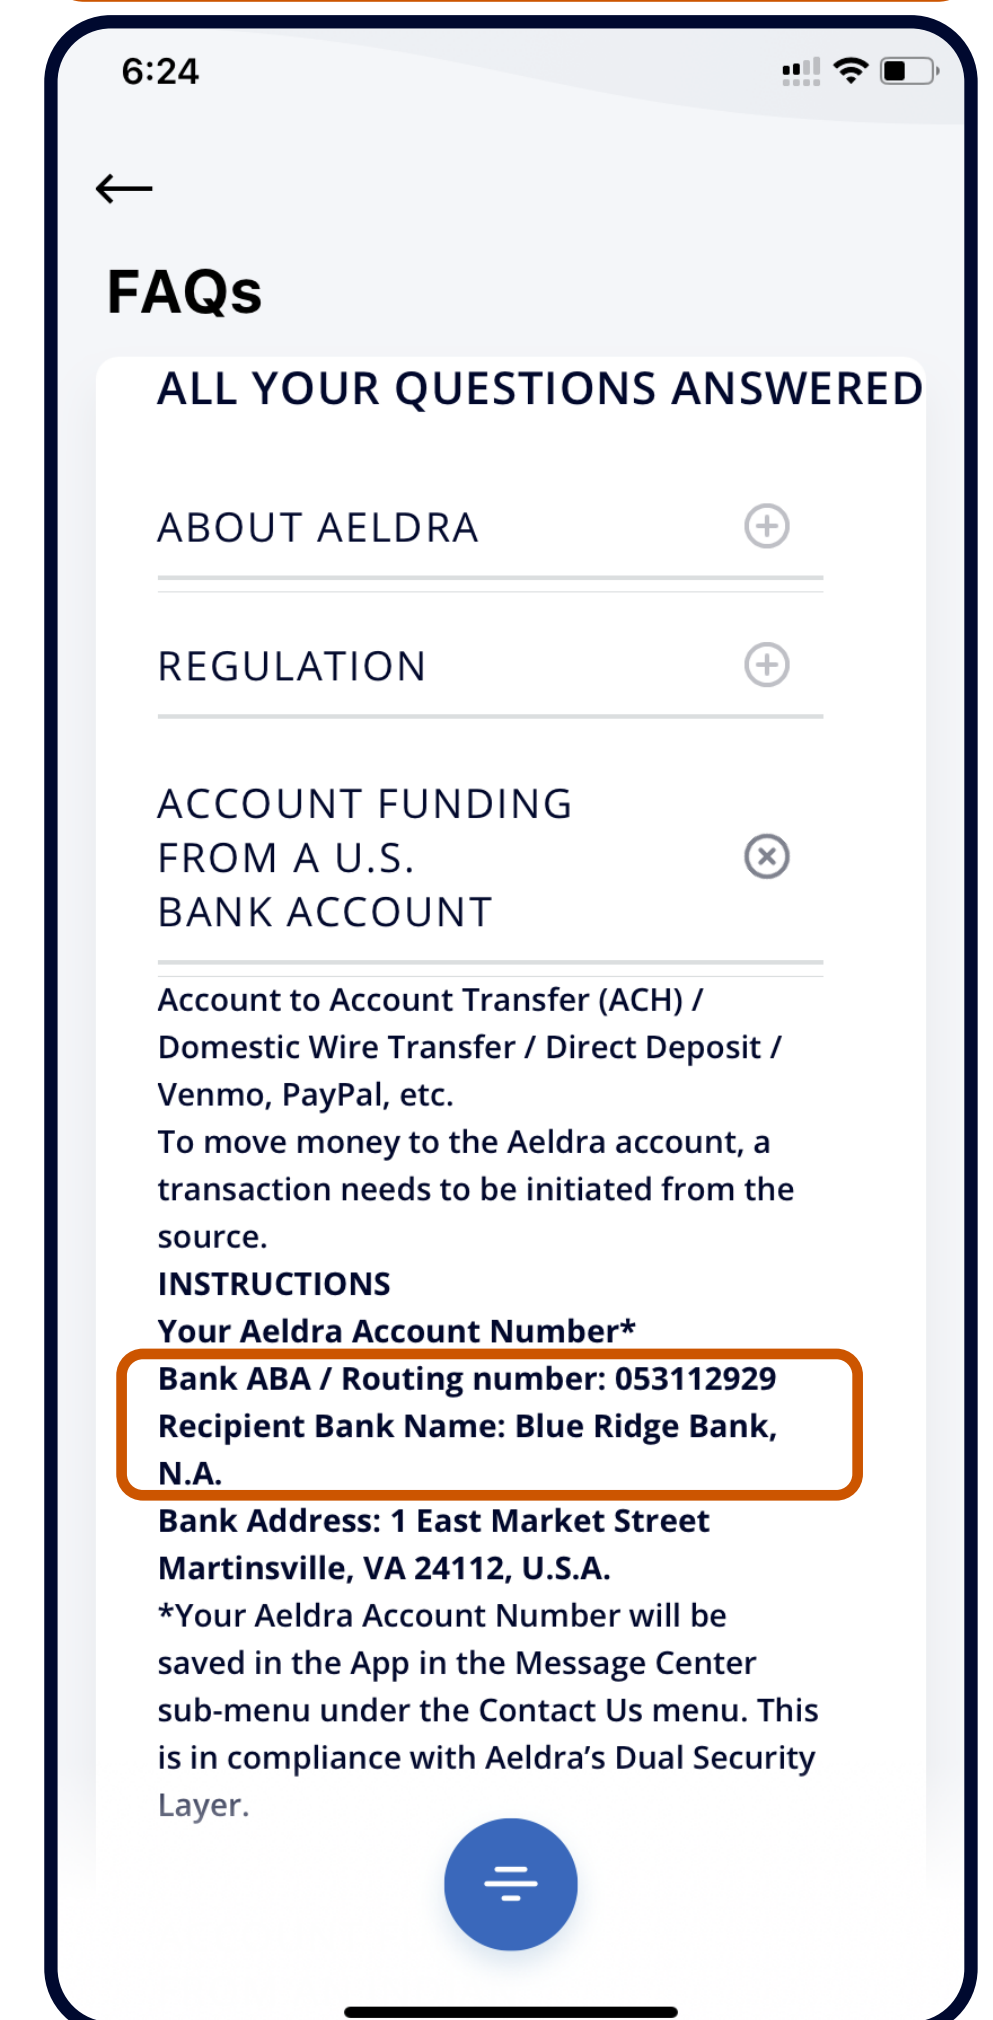 6:24
FAQs
ALL YOUR QUESTIONS ANSWERED
ABOUT AELDRA
REGULATION
ACCOUNT FUNDING
FROM A U.S.
BANK ACCOUNT
Account to Account Transfer (ACH) /
Domestic Wire Transfer / Direct Deposit /
Venmo, PayPal, etc.
To move money to the Aeldra account, a
transaction needs to be initiated from the
source.
INSTRUCTIONS
Your Aeldra Account Number*
Bank ABA / Routing number: 053112929
Recipient Bank Name: Blue Ridge Bank,
N.A.
Bank Address: 1 East Market Street
Martinsville, VA 24112, U.S.A.
*Your Aeldra Account Number will be
saved in the App in the Message Center
sub-menu under the Contact Us menu. This
is in compliance with Aeldra’s Dual Security
Layer.